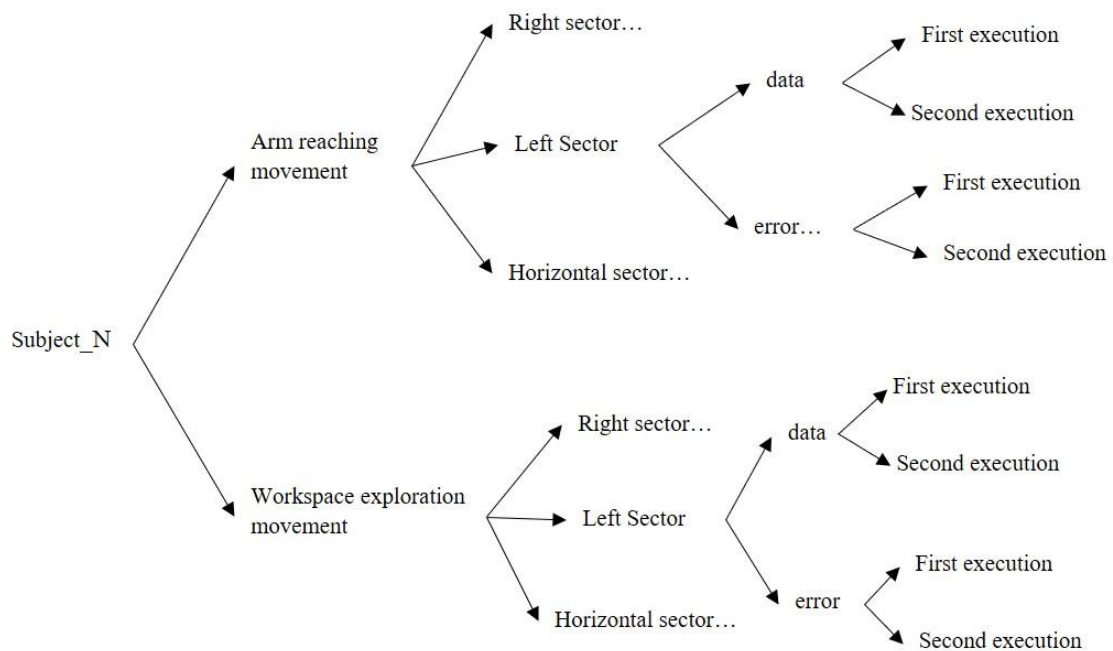 Right sector…
First execution
data
Second execution
Arm reaching
movement
Left Sector
First execution
error…
Second execution
Horizontal sector…
Subject_N
First execution
Right sector…
data
Second execution
Workspace exploration
movement
Left Sector
First execution
error
Horizontal sector…
Second execution